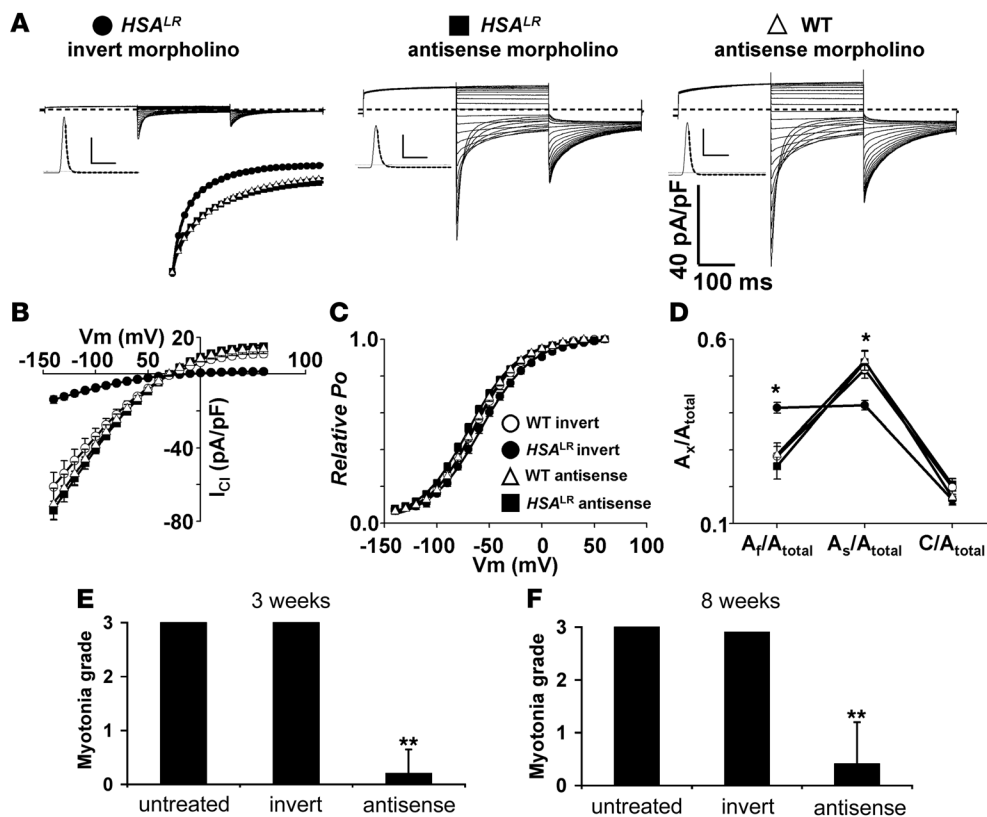 A
● HSA^LR
invert morpholino
■ HSA^LR
antisense morpholino
△ WT
antisense morpholino
40 pA/pF
100 ms
B
Vm (mV)
-150 -100 -50 50 100
20
-40
-80
I_Cl (pA/pF)
C
Relative Po
1.0
0.0
-150 -100 -50 0 50 100
Vm (mV)
○ WT invert
● HSA^LR invert
△ WT antisense
■ HSA^LR antisense
D
A_x/A_total
0.6
0.1
*
*
A_f/A_total A_s/A_total C/A_total
E
3 weeks
Myotonia grade
3
2
1
0
**
untreated invert antisense
F
8 weeks
Myotonia grade
3
2
1
0
**
untreated invert antisense